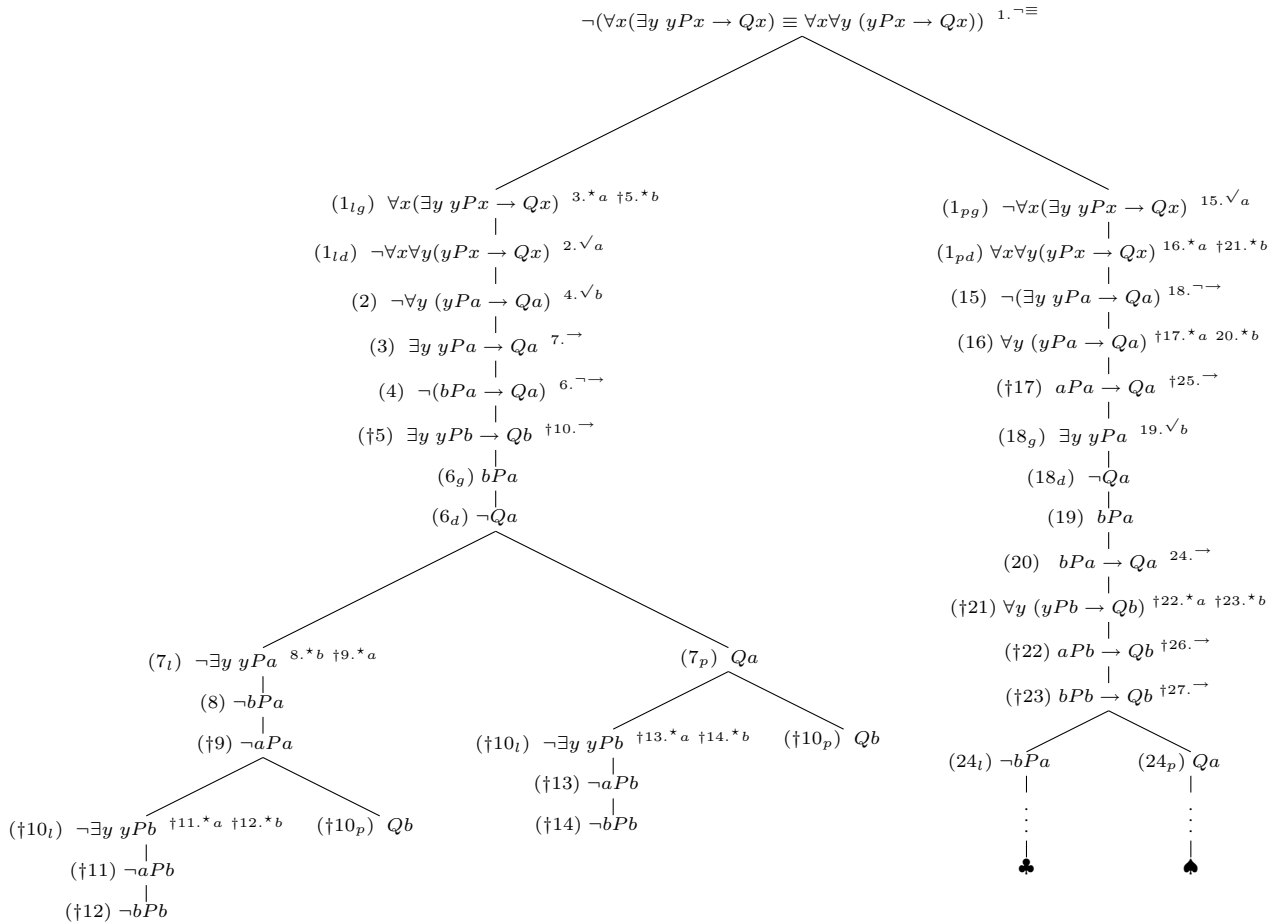 ¬(∀x(∃y yPx → Qx) ≡ ∀x∀y (yPx → Qx)) 1.¬≡
(1lg) ∀x(∃y yPx → Qx) 3.⋆a †5.⋆b
(1ld) ¬∀x∀y(yPx → Qx) 2.√a
(2) ¬∀y (yPa → Qa) 4.√b
(3) ∃y yPa → Qa 7.→
(4) ¬(bPa → Qa) 6.¬→
(†5) ∃y yPb → Qb †10.→
(6g) bPa
(6d) ¬Qa
(7l) ¬∃y yPa 8.⋆b †9.⋆a
(8) ¬bPa
(†9) ¬aPa
(†10l) ¬∃y yPb †11.⋆a †12.⋆b
(†11) ¬aPb
(†12) ¬bPb
(†10p) Qb
(7p) Qa
(†10l) ¬∃y yPb †13.⋆a †14.⋆b
(†13) ¬aPb
(†14) ¬bPb
(†10p) Qb
(1pg) ¬∀x(∃y yPx → Qx) 15.√a
(1pd) ∀x∀y(yPx → Qx) 16.⋆a †21.⋆b
(15) ¬(∃y yPa → Qa) 18.¬→
(16) ∀y (yPa → Qa) †17.⋆a 20.⋆b
(†17) aPa → Qa †25.→
(18g) ∃y yPa 19.√b
(18d) ¬Qa
(19) bPa
(20) bPa → Qa 24.→
(†21) ∀y (yPb → Qb) †22.⋆a †23.⋆b
(†22) aPb → Qb †26.→
(†23) bPb → Qb †27.→
(24l) ¬bPa
⋮
♣
(24p) Qa
⋮
♠